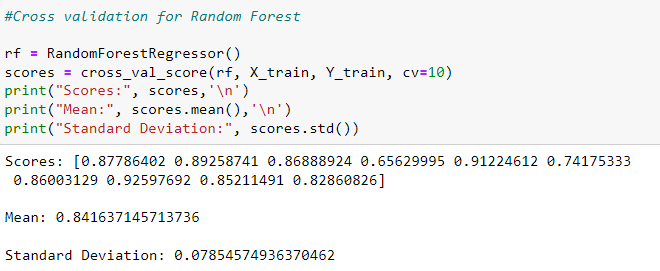 #Cross validation for Random Forest
rf = RandomForestRegressor()
scores = cross_val_score(rf, X_train, Y_train, cv=10)
print("Scores:", scores,'\n')
print("Mean:", scores.mean(),'\n')
print("Standard Deviation:", scores.std())
Scores: [0.87786402 0.89258741 0.86888924 0.65629995 0.91224612 0.74175333
0.86003129 0.92597692 0.85211491 0.82860826]
Mean: 0.841637145713736
Standard Deviation: 0.07854574936370462